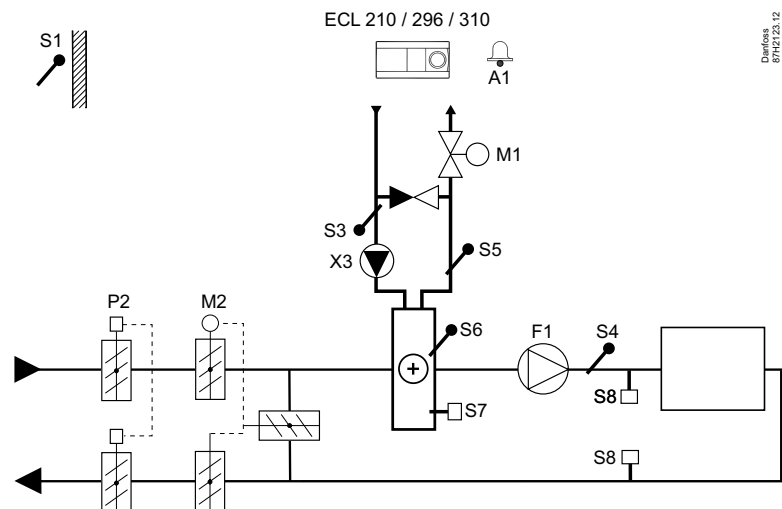 ECL 210 / 296 / 310
Danfoss
87H2123.12
S1
A1
M1
S3
S5
X3
P2
M2
S6
F1
S4
S8
S7
S8